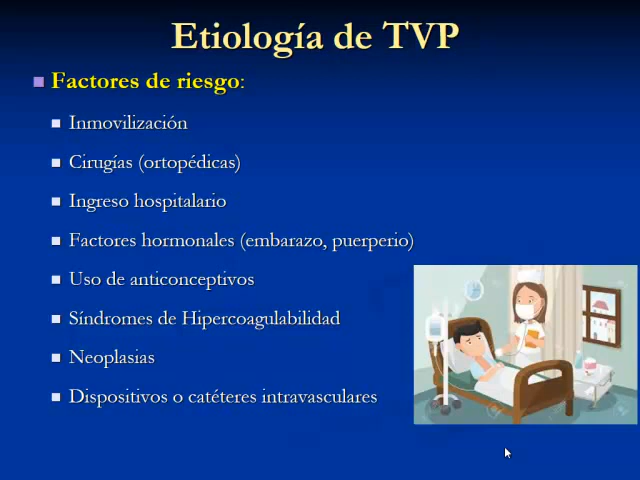 Etiología de TVP
Factores de riesgo:
Inmovilización
Cirugías (ortopédicas)
Ingreso hospitalario
Factores hormonales (embarazo, puerperio)
Uso de anticonceptivos
Síndromes de Hipercoagulabilidad
Neoplasias
Dispositivos o catéteres intravasculares